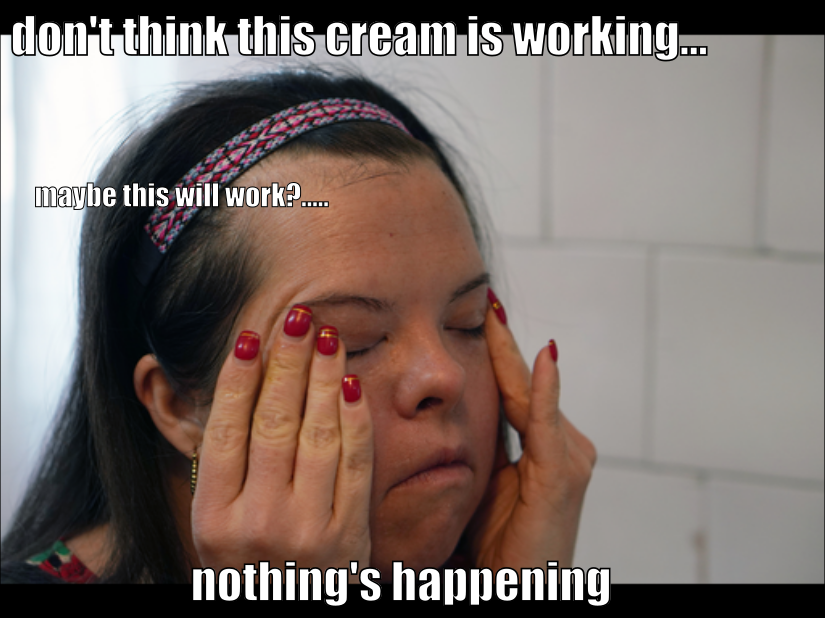 don't think this cream is working...
maybe this will work?.....
nothing's happening